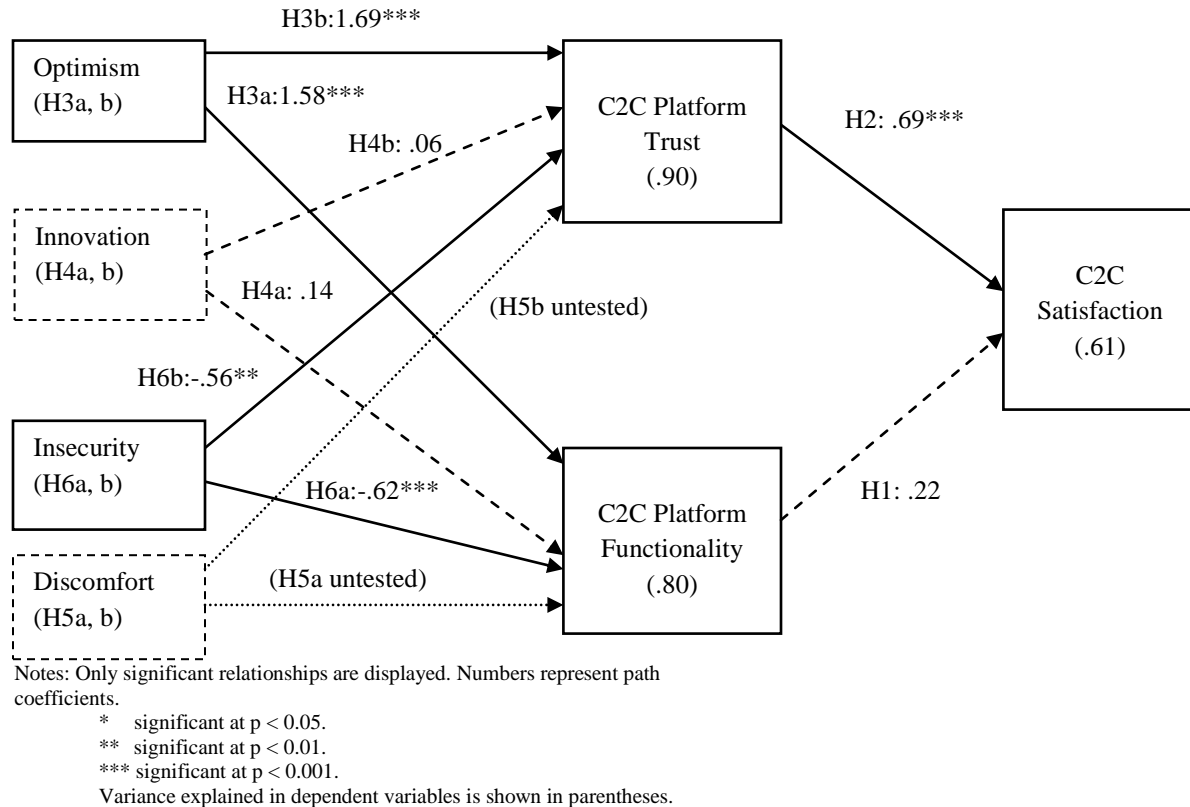 H3b:1.69***
Optimism
(H3a, b)
H3a:1.58***
C2C Platform
Trust
(.90)
H2: .69***
H4b: .06
Innovation
(H4a, b)
H4a: .14
(H5b untested)
C2C
Satisfaction
(.61)
H6b:-.56**
Insecurity
(H6a, b)
H6a:-.62***
C2C Platform
Functionality
(.80)
H1: .22
Discomfort
(H5a, b)
(H5a untested)
Notes: Only significant relationships are displayed. Numbers represent path
coefficients.
* significant at p < 0.05.
** significant at p < 0.01.
*** significant at p < 0.001.
Variance explained in dependent variables is shown in parentheses.